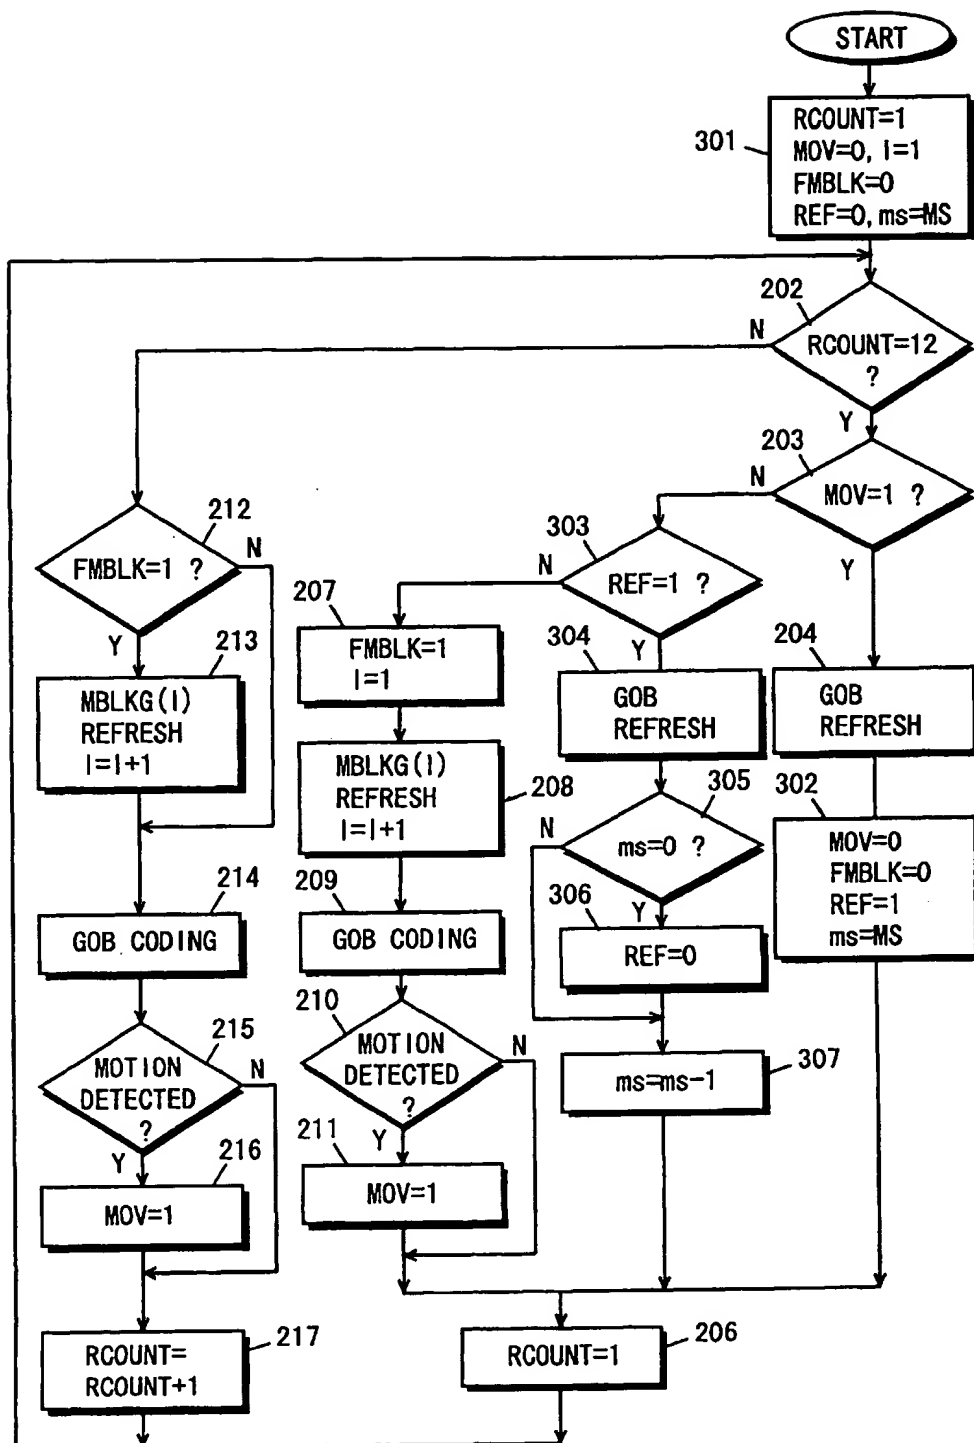 START
301
RCOUNT=1
MOV=0, I=1
FMBLK=0
REF=0, ms=MS
202
N
RCOUNT=12
?
Y
203
N
MOV=1 ?
Y
212
FMBLK=1 ?
N
Y
303
N
REF=1 ?
Y
207
FMBLK=1
I=1
304
GOB
REFRESH
204
GOB
REFRESH
213
MBLKG(I)
REFRESH
I=I+1
208
MBLKG(I)
REFRESH
I=I+1
305
N
ms=0 ?
Y
302
MOV=0
FMBLK=0
REF=1
ms=MS
214
GOB CODING
209
GOB CODING
306
REF=0
215
MOTION
DETECTED
?
N
Y
210
MOTION
DETECTED
?
N
Y
307
ms=ms-1
216
MOV=1
211
MOV=1
217
RCOUNT=
RCOUNT+1
206
RCOUNT=1